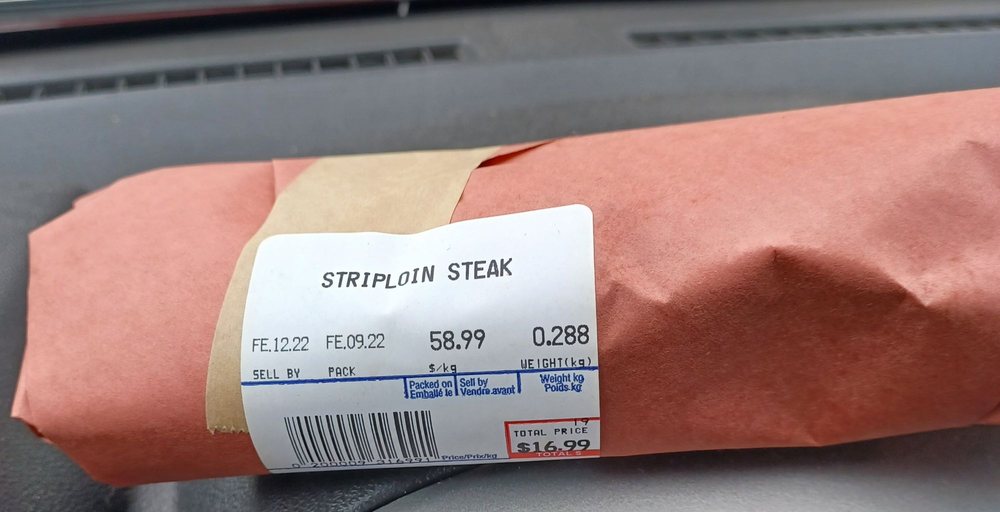 STRIPLOIN STEAK
FE.12.22 FE.09.22 58.99 0.288
SELL BY PACK $/kg WEIGHT(kg)
Packed on Sell by Weight kg
Emballé le Vendre avant Poids kg
TOTAL PRICE
$16.99
Price/Prix/kg TOTAL $